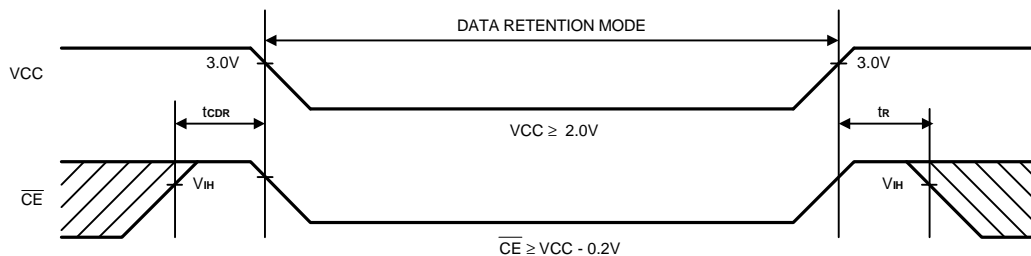 DATA RETENTION MODE
VCC
3.0V
3.0V
tCDR
tR
VCC ≥ 2.0V
CE
VIH
VIH
CE ≥ VCC - 0.2V